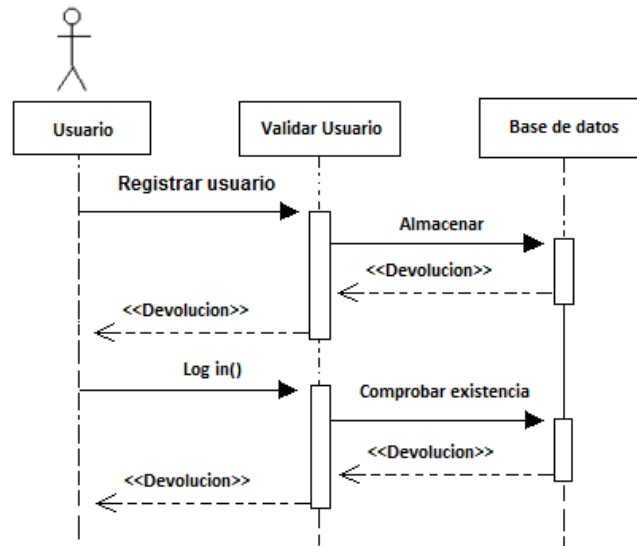 Usuario
Validar Usuario
Base de datos
Registrar usuario
Almacenar
<<Devolucion>>
<<Devolucion>>
Log in()
Comprobar existencia
<<Devolucion>>
<<Devolucion>>